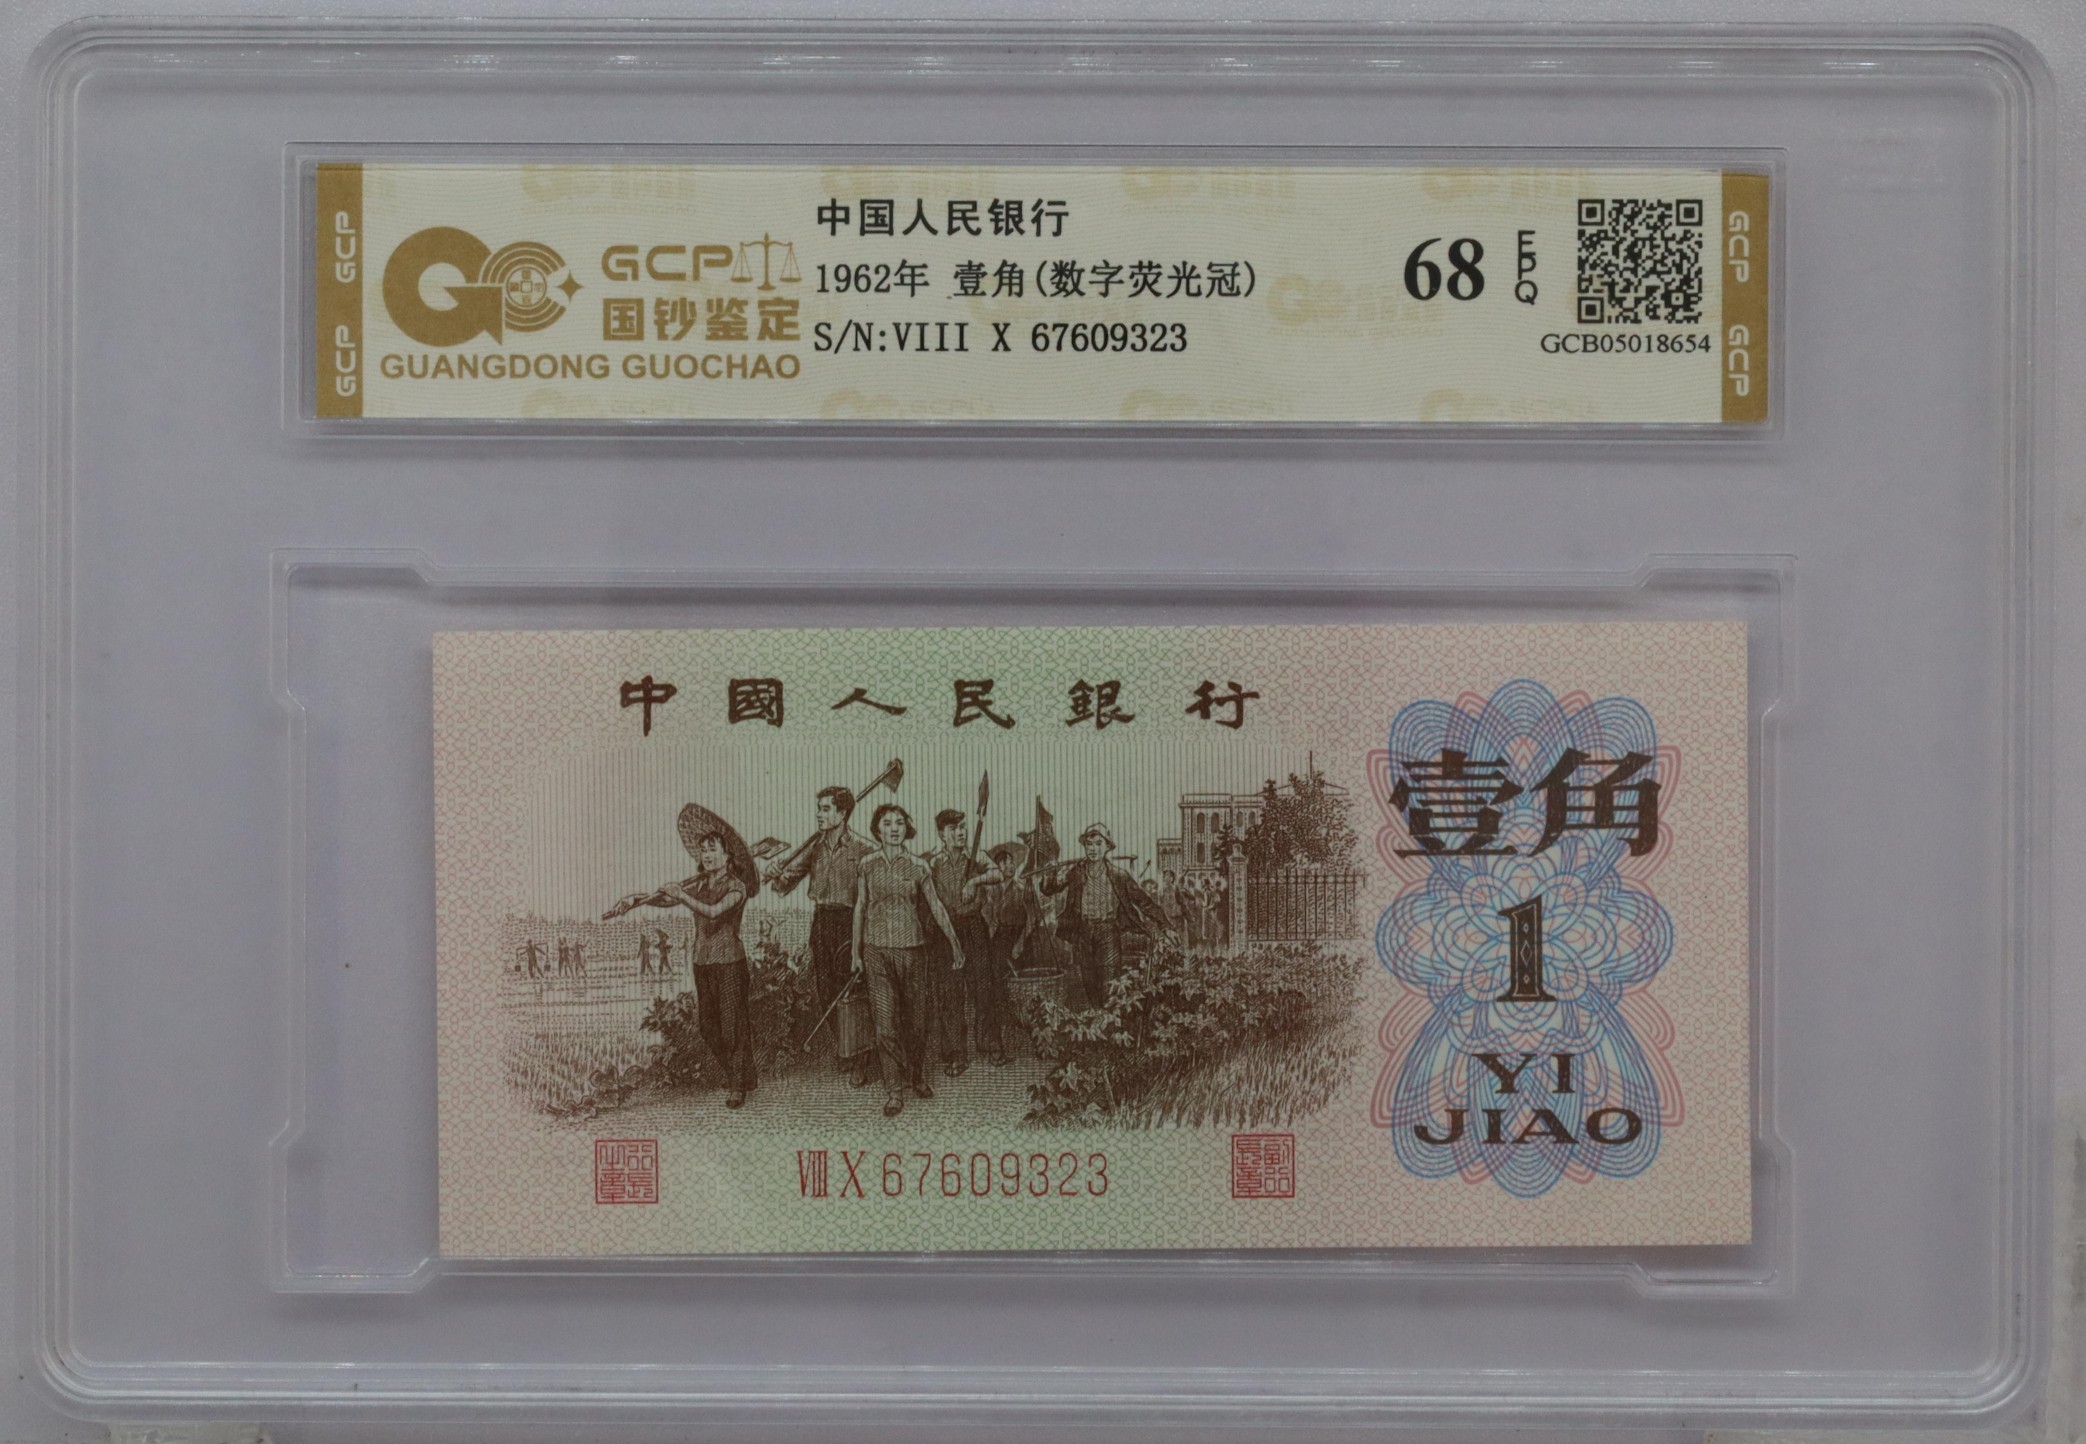 GCP
GCP
GCP
国钞鉴定
GUANGDONG GUOCHAO
中国人民银行
1962年 壹角(数字荧光冠)
S/N:VIII X 67609323
68
EPQ
GCB05018654
GCP
GCP
中國人民銀行
壹角
1
YI
JIAO
VIII X 67609323